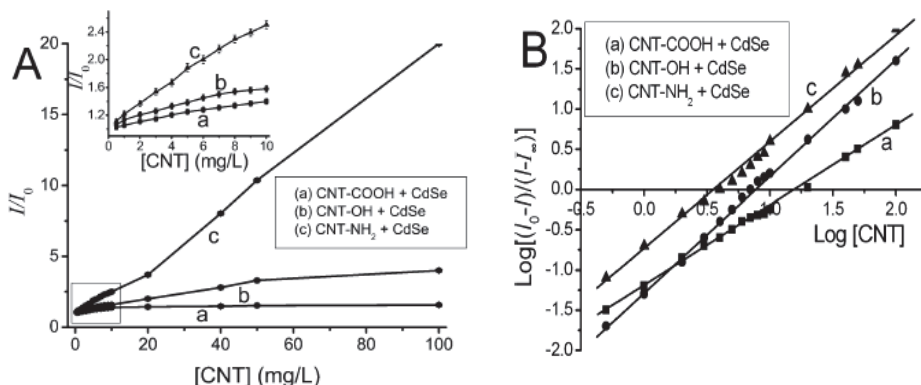 A
I/I0
20
15
10
5
0
0 20 40 60 80 100
[CNT] (mg/L)
I/I0
2.4
2.0
1.6
1.2
0 2 4 6 8 10
[CNT] (mg/L)
c
b
a
(a) CNT-COOH + CdSe
(b) CNT-OH + CdSe
(c) CNT-NH2 + CdSe
c
b
a
B
Log[(I0-I)/(I-I∞)]
2.0
1.5
1.0
0.5
0.0
-0.5
-1.0
-1.5
-2.0
-0.5 0.0 0.5 1.0 1.5 2.0
Log [CNT]
(a) CNT-COOH + CdSe
(b) CNT-OH + CdSe
(c) CNT-NH2 + CdSe
c
b
a